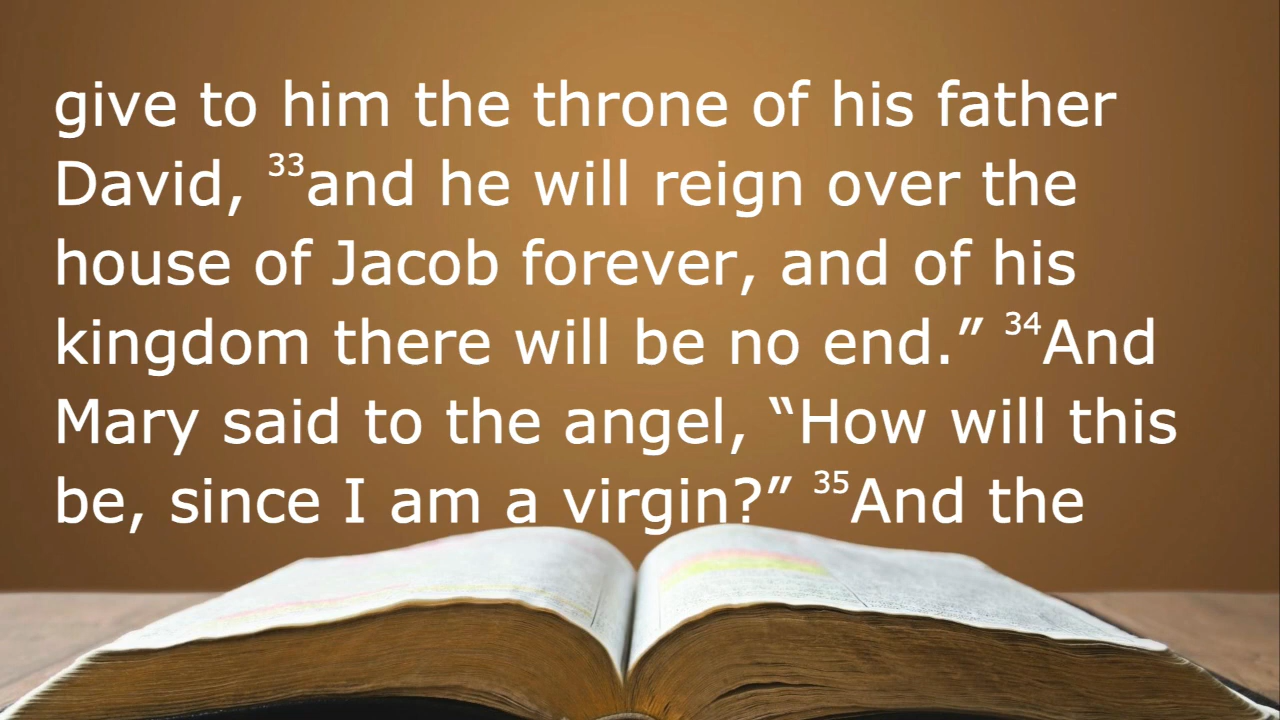 give to him the throne of his father
David, ³³and he will reign over the
house of Jacob forever, and of his
kingdom there will be no end.” ³⁴And
Mary said to the angel, “How will this
be, since I am a virgin?” ³⁵And the